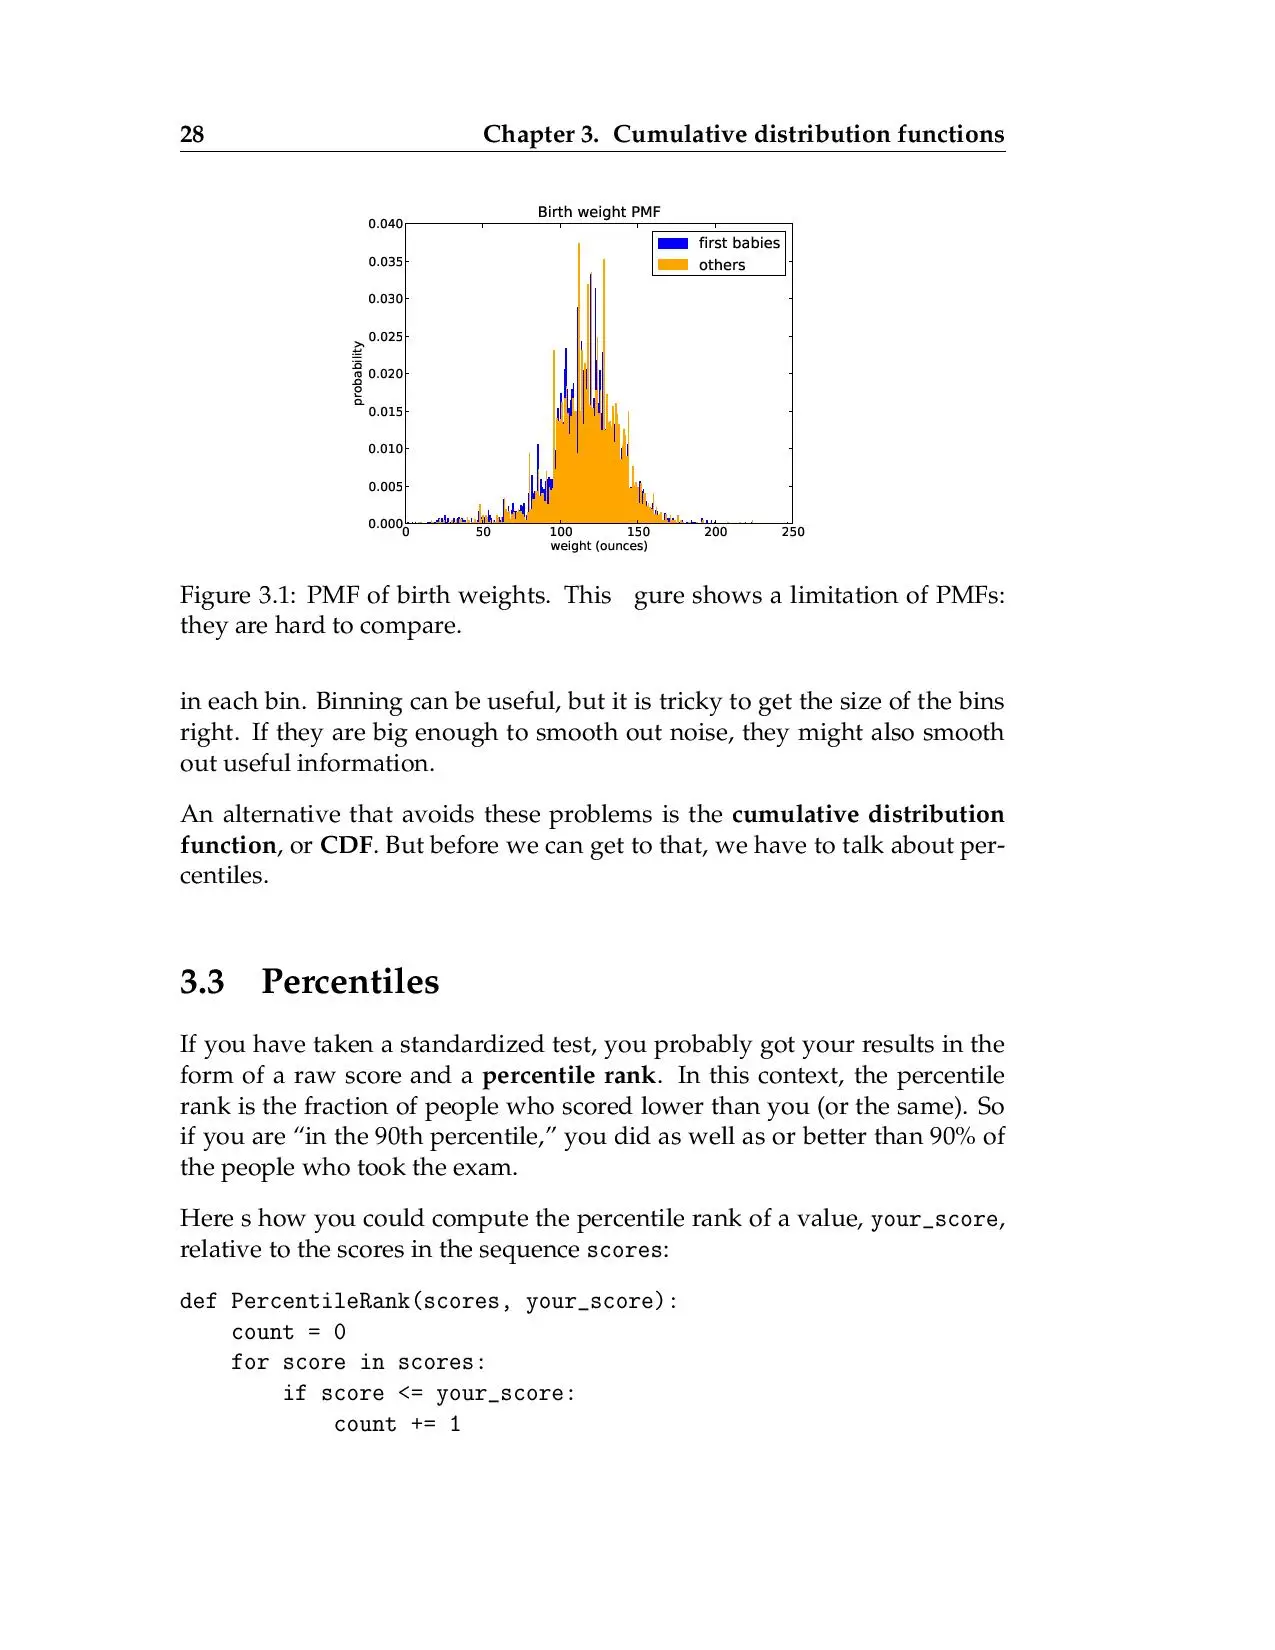 28 Chapter 3. Cumulative distribution functions
Birth weight PMF
0.040
0.035
0.030
0.025
0.020
0.015
0.010
0.005
0.000
probability
first babies
others
0 50 100 150 200 250
weight (ounces)
Figure 3.1: PMF of birth weights. This gure shows a limitation of PMFs:
they are hard to compare.
in each bin. Binning can be useful, but it is tricky to get the size of the bins
right. If they are big enough to smooth out noise, they might also smooth
out useful information.
An alternative that avoids these problems is the cumulative distribution
function, or CDF. But before we can get to that, we have to talk about per-
centiles.
3.3 Percentiles
If you have taken a standardized test, you probably got your results in the
form of a raw score and a percentile rank. In this context, the percentile
rank is the fraction of people who scored lower than you (or the same). So
if you are “in the 90th percentile,” you did as well as or better than 90% of
the people who took the exam.
Here s how you could compute the percentile rank of a value, your_score,
relative to the scores in the sequence scores:
def PercentileRank(scores, your_score):
    count = 0
    for score in scores:
        if score <= your_score:
            count += 1